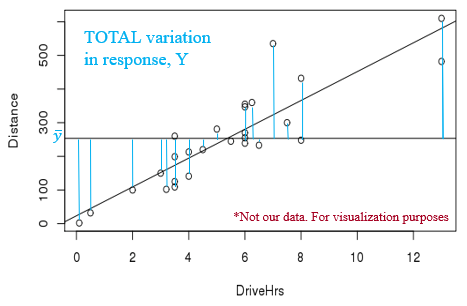 TOTAL variation
in response, Y
500
300
100
0
ȳ
Distance
*Not our data. For visualization purposes
0 2 4 6 8 10 12
DriveHrs